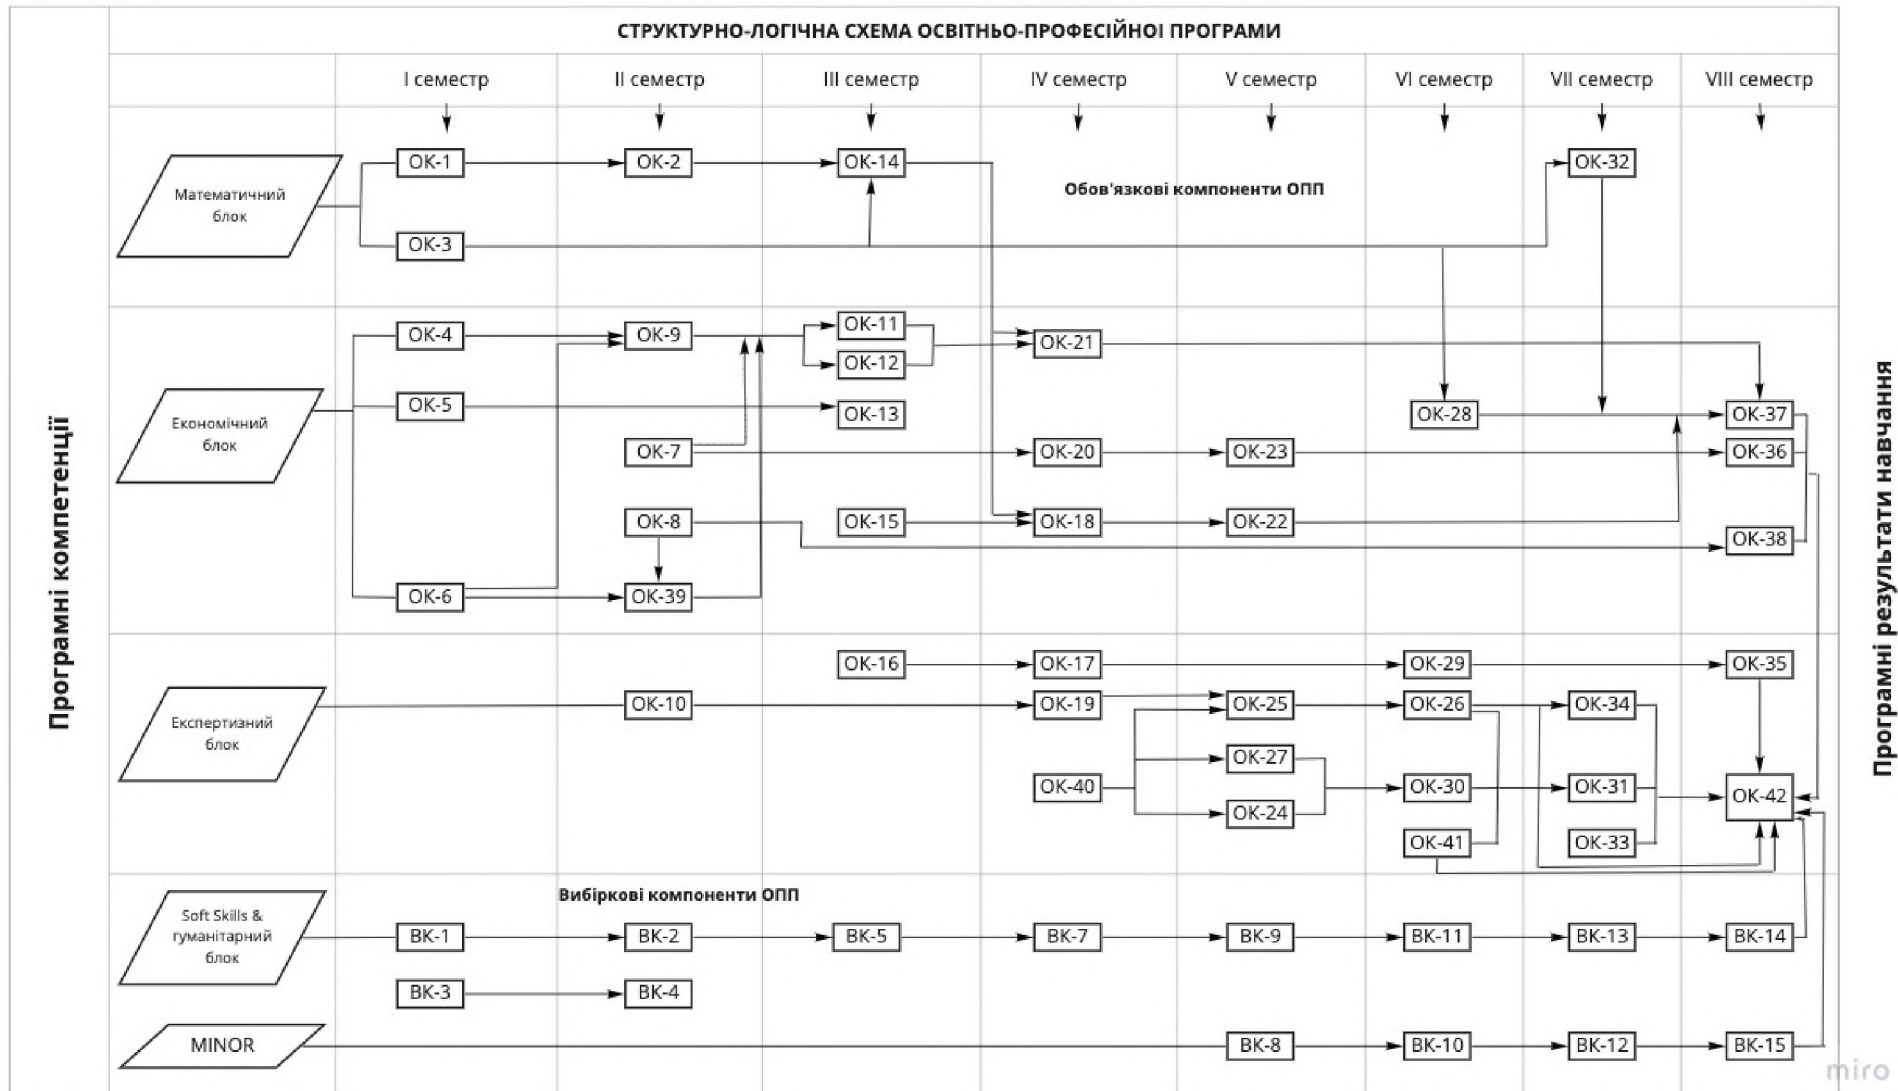 СТРУКТУРНО-ЛОГІЧНА СХЕМА ОСВІТНЬО-ПРОФЕСІЙНОЇ ПРОГРАМИ
І семестр
ІІ семестр
ІІІ семестр
IV семестр
V семестр
VI семестр
VII семестр
VIII семестр
Програмні компетенції
Математичний
блок
ОК-1
ОК-2
ОК-14
ОК-32
Обов'язкові компоненти ОПП
ОК-3
Економічний
блок
ОК-4
ОК-9
ОК-11
ОК-12
ОК-21
ОК-5
ОК-13
ОК-28
ОК-37
ОК-7
ОК-20
ОК-23
ОК-36
ОК-8
ОК-15
ОК-18
ОК-22
ОК-38
ОК-6
ОК-39
Експертизний
блок
ОК-16
ОК-17
ОК-29
ОК-35
ОК-10
ОК-19
ОК-25
ОК-26
ОК-34
ОК-27
ОК-40
ОК-30
ОК-31
ОК-42
ОК-24
ОК-41
ОК-33
Вибіркові компоненти ОПП
Soft Skills &
гуманітарний
блок
ВК-1
ВК-2
ВК-5
ВК-7
ВК-9
ВК-11
ВК-13
ВК-14
ВК-3
ВК-4
MINOR
ВК-8
ВК-10
ВК-12
ВК-15
Програмні результати навчання
miro